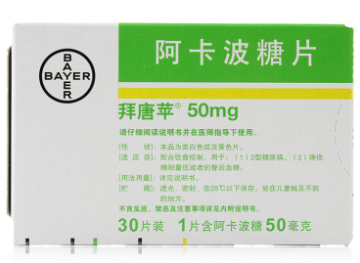 阿卡波糖片
BAYER
BAYER
拜唐苹® 50mg
请仔细阅读说明书并在医师指导下使用。
[性　　状] 本品为类白色或淡黄色片。
[适 应 症] 配合饮食控制，用于：（1）2型糖尿病。（2）降低
糖耐量低减者的餐后血糖。
[用法用量] 详见说明书。
[贮　　藏] 遮光，密封，在25℃以下保存。放在儿童触及不到
的地方。
不良反应、禁忌及注意事项详见内附说明书。
30片装 1片含阿卡波糖50毫克